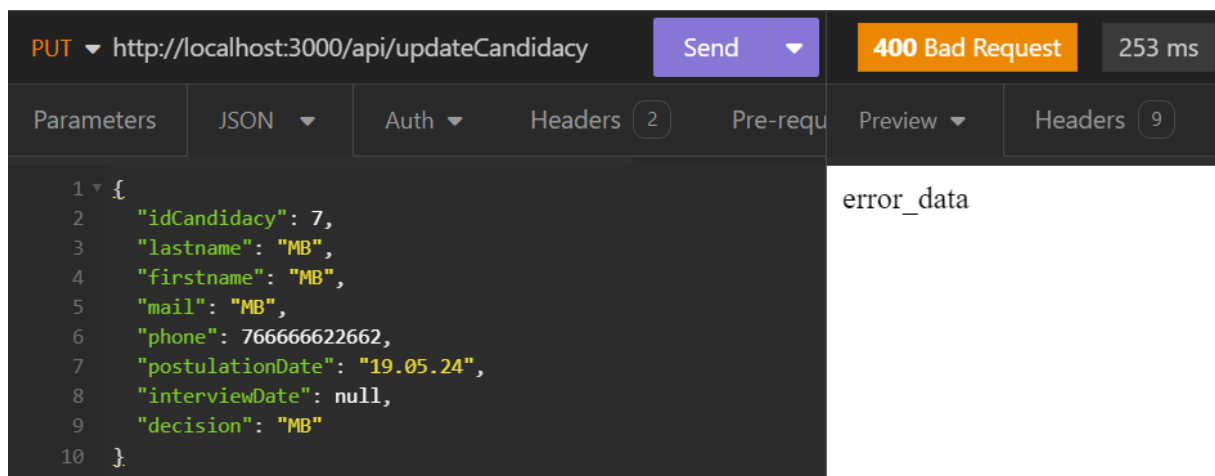 PUT http://localhost:3000/api/updateCandidacy Send 400 Bad Request 253 ms
Parameters JSON Auth Headers 2 Pre-requ Preview Headers 9
1 {
2 "idCandidacy": 7,
3 "lastname": "MB",
4 "firstname": "MB",
5 "mail": "MB",
6 "phone": 766666622662,
7 "postulationDate": "19.05.24",
8 "interviewDate": null,
9 "decision": "MB"
10 }
error_data